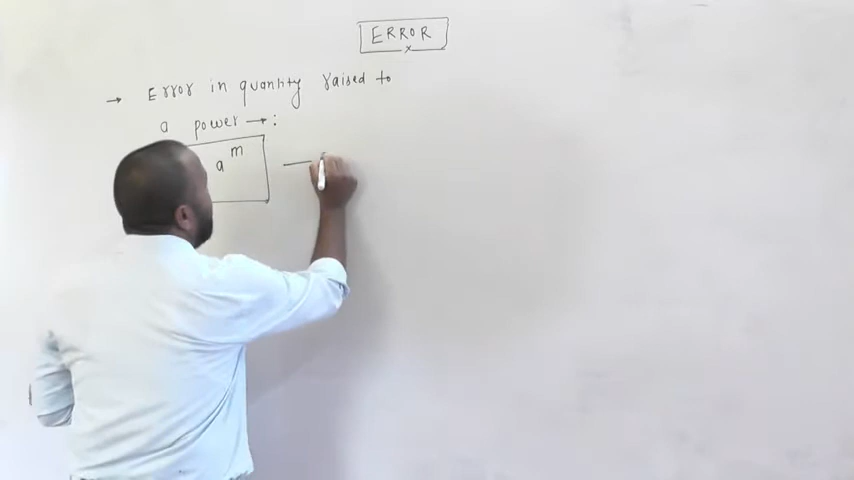 ERROR
→ Error in quantity raised to
a power →:
a^m —